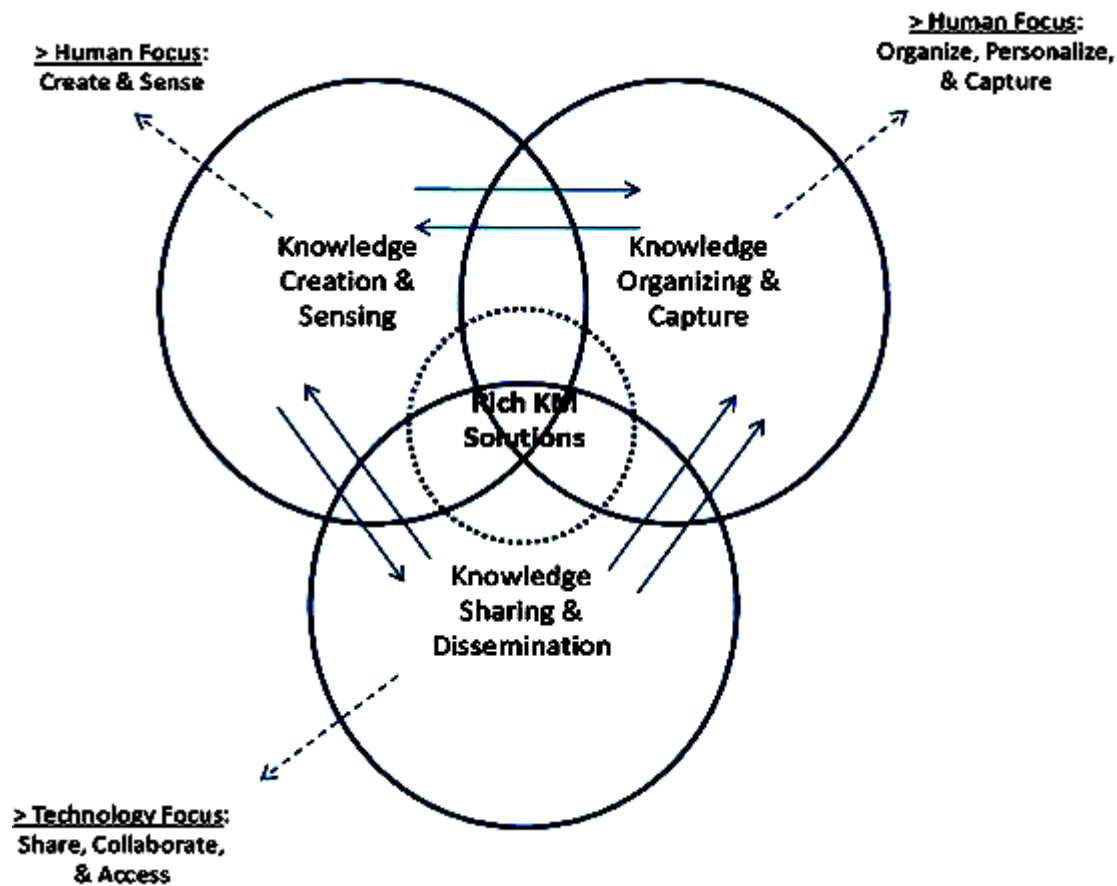 > Human Focus:
Create & Sense
> Human Focus:
Organize, Personalize,
& Capture
Knowledge
Creation &
Sensing
Knowledge
Organizing &
Capture
Rich KM
Solutions
Knowledge
Sharing &
Dissemination
> Technology Focus:
Share, Collaborate,
& Access